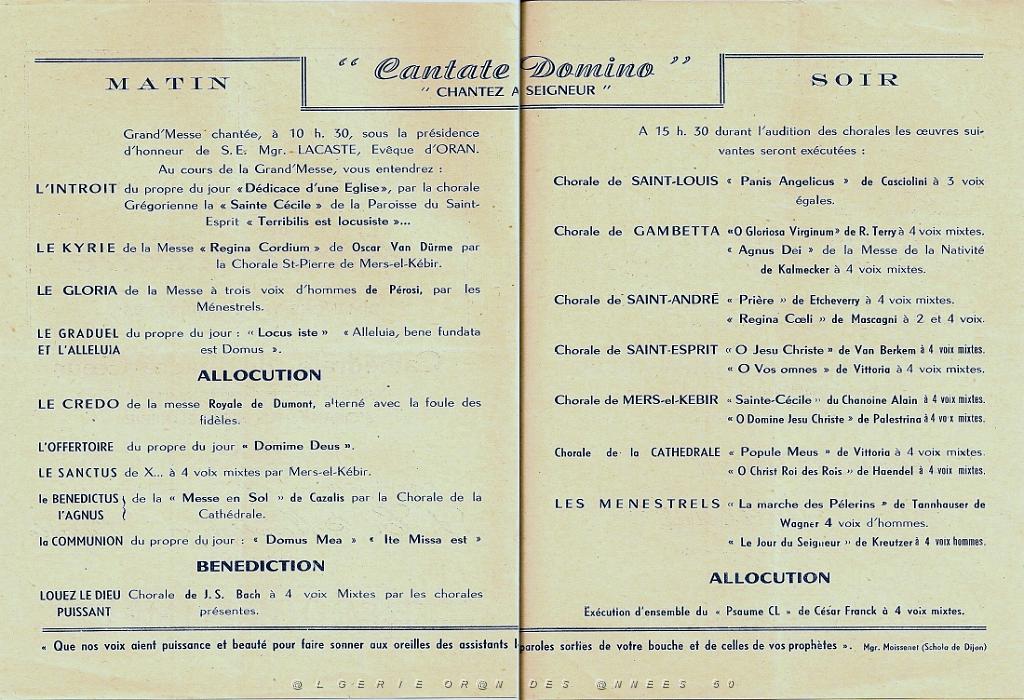 “ Cantate Domino ”
“ CHANTEZ A SEIGNEUR ”
MATIN
Grand'Messe chantée, à 10 h. 30, sous la présidence
d'honneur de S.E. Mgr. LACASTE, Evêque d'ORAN.
Au cours de la Grand'Messe, vous entendrez :
L'INTROIT du propre du jour « Dédicace d'une Eglise », par la chorale
Grégorienne la « Sainte Cécile » de la Paroisse du Saint-
Esprit « Terribilis est locusiste »...
LE KYRIE de la Messe « Regina Cordium » de Oscar Van Dürme par
la Chorale St-Pierre de Mers-el-Kébir.
LE GLORIA de la Messe à trois voix d'hommes de Pérosi, par les
Ménestrels.
LE GRADUEL du propre du jour : « Locus iste » « Alleluia, bene fundata
ET L'ALLELUIA est Domus ».
ALLOCUTION
LE CREDO de la messe Royale de Dumont, alterné avec la foule des
fidèles.
L'OFFERTOIRE du propre du jour « Domime Deus ».
LE SANCTUS de X... à 4 voix mixtes par Mers-el-Kébir.
le BENEDICTUS } de la « Messe en Sol » de Cazalis par la Chorale de la
l'AGNUS { Cathédrale.
la COMMUNION du propre du jour : « Domus Mea » « Ite Missa est »
BENEDICTION
LOUEZ LE DIEU Chorale de J. S. Bach à 4 voix Mixtes par les chorales
PUISSANT présentes.
SOIR
A 15 h. 30 durant l'audition des chorales les œuvres sui-
vantes seront exécutées :
Chorale de SAINT-LOUIS « Panis Angelicus » de Casciolini à 3 voix
égales.
Chorale de GAMBETTA «O Gloriosa Virginum» de R. Terry à 4 voix mixtes.
« Agnus Dei » de la Messe de la Nativité
de Kalmecker à 4 voix mixtes.
Chorale de SAINT-ANDRÉ « Prière » de Etcheverry à 4 voix mixtes.
« Regina Cœli » de Mascagni à 2 et 4 voix.
Chorale de SAINT-ESPRIT « O Jesu Christe » de Van Berkem à 4 voix mixtes.
« O Vos omnes » de Vittoria à 4 voix mixtes.
Chorale de MERS-el-KEBIR « Sainte-Cécile » du Chanoine Alain à 4 voix mixtes.
« O Domine Jesu Christe » de Palestrina à 4 voix mixtes.
Chorale de la CATHEDRALE « Popule Meus » de Vittoria à 4 voix mixtes.
« O Christ Roi des Rois » de Haendel à 4 voix mixtes.
LES MENESTRELS « La marche des Pélerins » de Tannhauser de
Wagner 4 voix d'hommes.
« Le Jour du Seigneur » de Kreutzer à 4 voix hommes.
ALLOCUTION
Exécution d'ensemble du « Psaume CL » de César Franck à 4 voix mixtes.
« Que nos voix aient puissance et beauté pour faire sonner aux oreilles des assistants l paroles sorties de votre bouche et de celles de vos prophètes ». Mgr. Moissenet (Schola de Dijon)
@LGERIE OR@N DES @NNEES 50